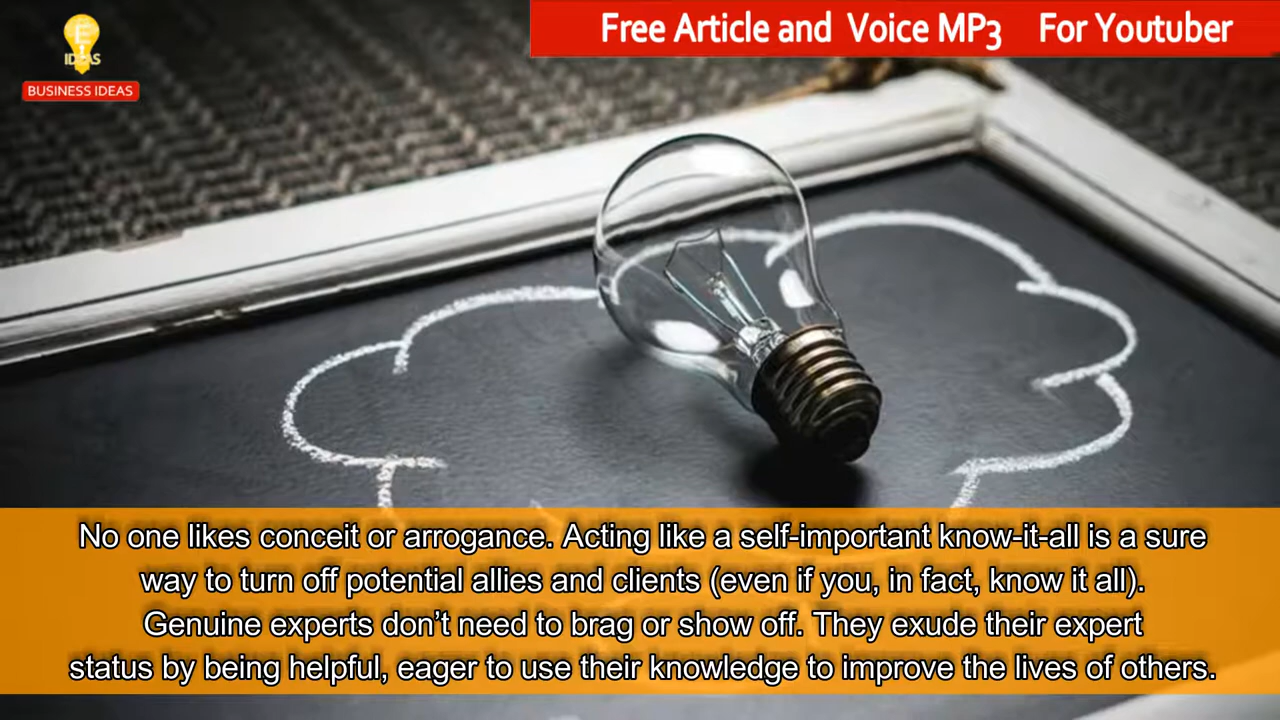 Free Article and Voice MP3 For Youtuber
E
IDEAS
BUSINESS IDEAS
No one likes conceit or arrogance. Acting like a self-important know-it-all is a sure
way to turn off potential allies and clients (even if you, in fact, know it all).
Genuine experts don’t need to brag or show off. They exude their expert
status by being helpful, eager to use their knowledge to improve the lives of others.